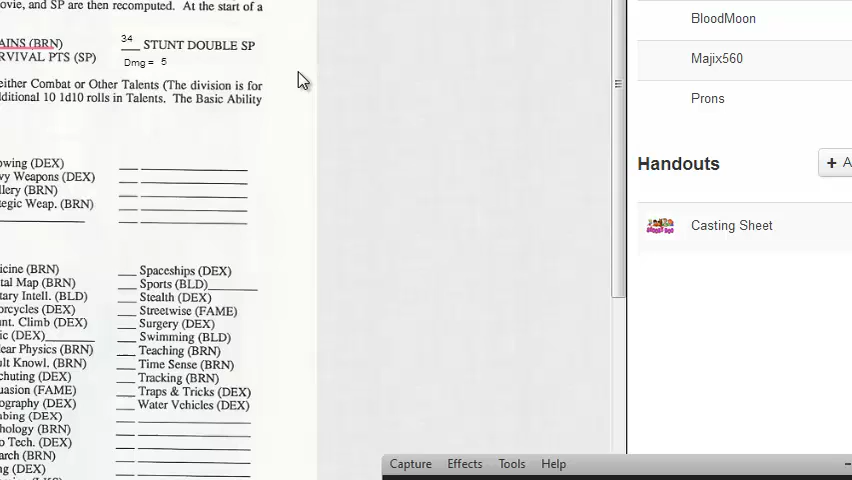 ovie, and SP are then recomputed. At the start of a
AINS (BRN) 34 STUNT DOUBLE SP
RVIVAL PTS (SP) Dmg = 5
either Combat or Other Talents (The division is for
ditional 10 1d10 rolls in Talents. The Basic Ability
owing (DEX)
vy Weapons (DEX)
llery (BRN)
tegic Weap. (BRN)
icine (BRN) Spaceships (DEX)
tal Map (BRN) Sports (BLD)
tary Intell. (BLD) Stealth (DEX)
orcycles (DEX) Streetwise (FAME)
unt. Climb (DEX) Surgery (DEX)
ic (DEX) Swimming (BLD)
lear Physics (BRN) Teaching (BRN)
ult Knowl. (BRN) Time Sense (BRN)
chuting (DEX) Tracking (BRN)
uasion (FAME) Traps & Tricks (DEX)
ography (DEX) Water Vehicles (DEX)
bing (DEX)
hology (BRN)
o Tech. (DEX)
arch (BRN)
ng (DEX)
BloodMoon
Majix560
Prons
Handouts
+ A
Casting Sheet
Capture Effects Tools Help